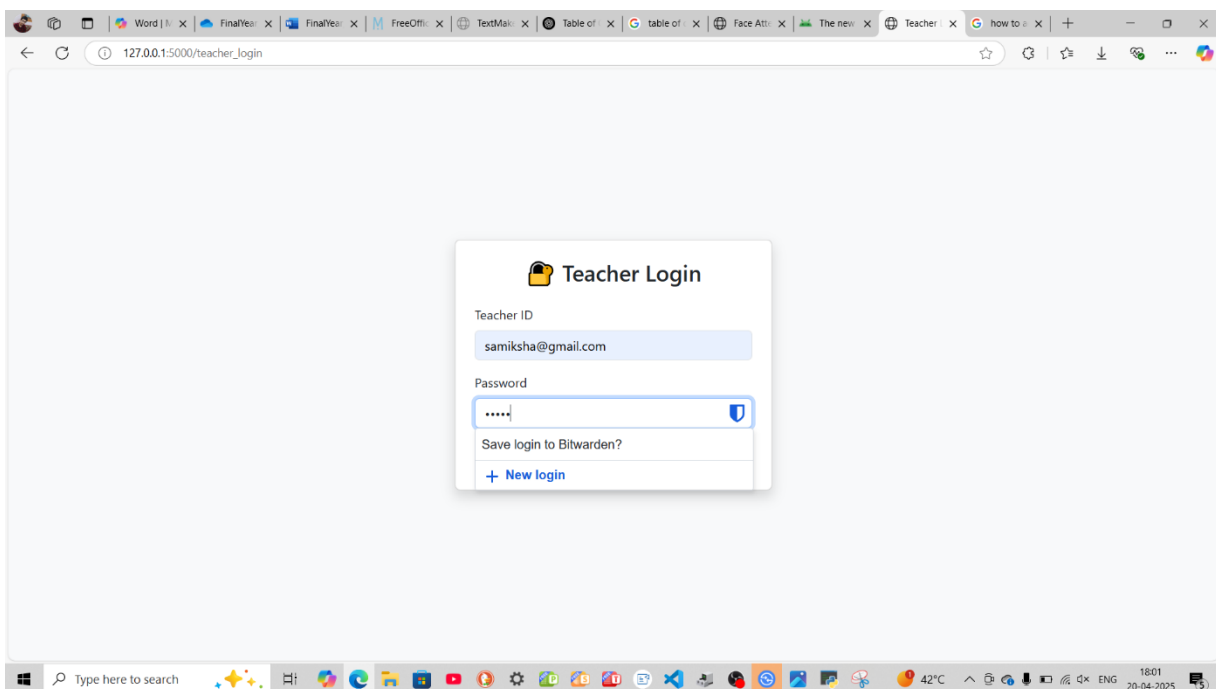 Word | M
FinalYear
FinalYear
FreeOffic
TextMak
Table of
table of c
Face Atte
The new
Teacher L
how to a
127.0.0.1:5000/teacher_login
Teacher Login
Teacher ID
samiksha@gmail.com
Password
•••••
Save login to Bitwarden?
+ New login
Type here to search
42°C
ENG
18:01
20-04-2025
5